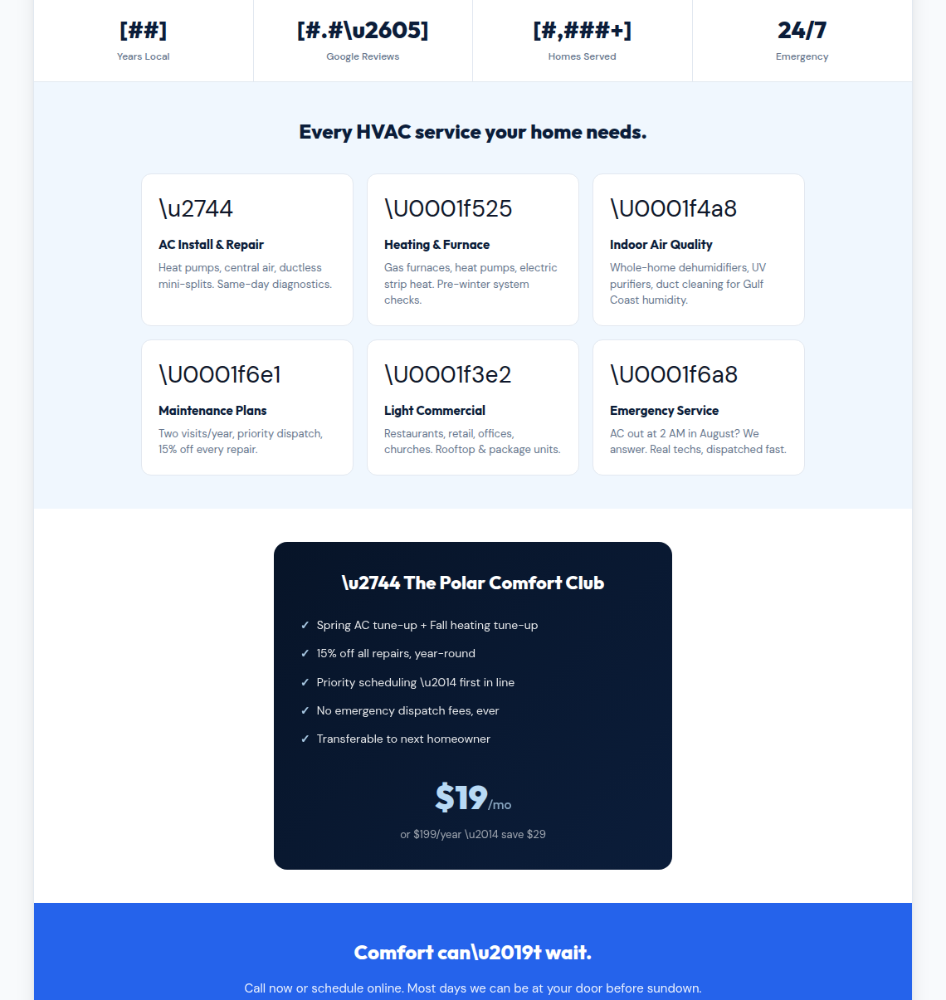 [##]
[#.#\u2605]
[#,###+]
24/7
Years Local
Google Reviews
Homes Served
Emergency
Every HVAC service your home needs.
\u2744
AC Install & Repair
Heat pumps, central air, ductless
mini-splits. Same-day diagnostics.
\U0001f525
Heating & Furnace
Gas furnaces, heat pumps, electric
strip heat. Pre-winter system
checks.
\U0001f4a8
Indoor Air Quality
Whole-home dehumidifiers, UV
purifiers, duct cleaning for Gulf
Coast humidity.
\U0001f6e1
Maintenance Plans
Two visits/year, priority dispatch,
15% off every repair.
\U0001f3e2
Light Commercial
Restaurants, retail, offices,
churches. Rooftop & package units.
\U0001f6a8
Emergency Service
AC out at 2 AM in August? We
answer. Real techs, dispatched fast.
\u2744 The Polar Comfort Club
✓ Spring AC tune-up + Fall heating tune-up
✓ 15% off all repairs, year-round
✓ Priority scheduling \u2014 first in line
✓ No emergency dispatch fees, ever
✓ Transferable to next homeowner
$19/mo
or $199/year \u2014 save $29
Comfort can\u2019t wait.
Call now or schedule online. Most days we can be at your door before sundown.